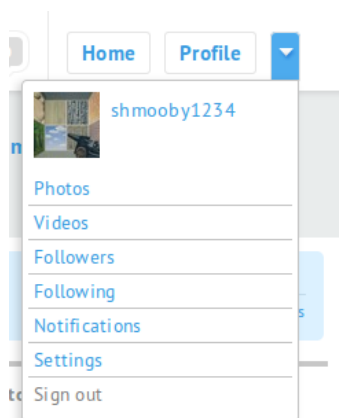 Home Profile
shmooby1234
Photos
Videos
Followers
Following
Notifications
Settings
Sign out